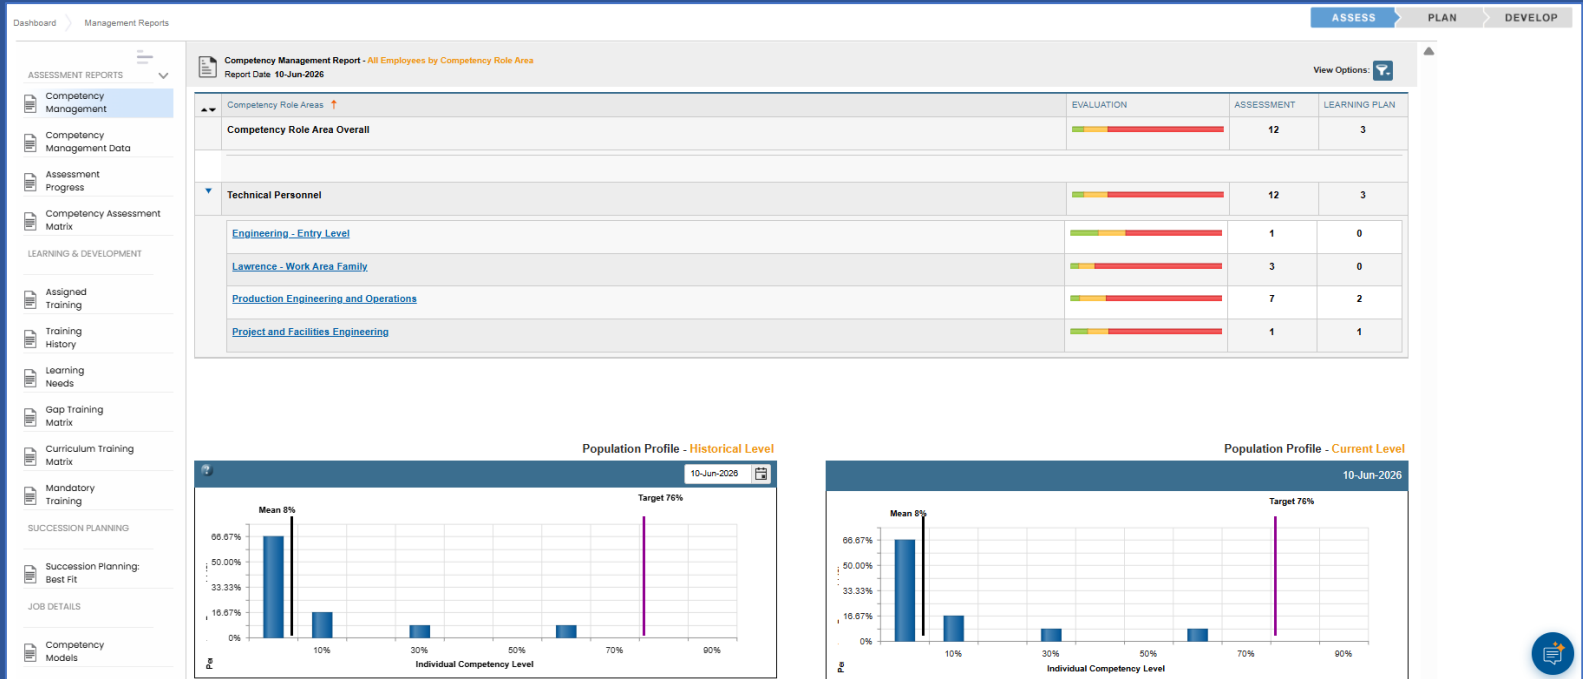 Dashboard
Management Reports
ASSESS
PLAN
DEVELOP
ASSESSMENT REPORTS
Competency
Management
Competency
Management Data
Assessment
Progress
Competency Assessment
Matrix
LEARNING & DEVELOPMENT
Assigned
Training
Training
History
Learning
Needs
Gap Training
Matrix
Curriculum Training
Matrix
Mandatory
Training
SUCCESSION PLANNING
Succession Planning:
Best Fit
JOB DETAILS
Competency
Models
Competency Management Report - All Employees by Competency Role Area
Report Date 10-Jun-2026
View Options:
Competency Role Areas ↑ EVALUATION ASSESSMENT LEARNING PLAN
Competency Role Area Overall 12 3
Technical Personnel 12 3
Engineering - Entry Level 1 0
Lawrence - Work Area Family 3 0
Production Engineering and Operations 7 2
Project and Facilities Engineering 1 1
Population Profile - Historical Level
10-Jun-2026
Target 76%
Mean 8%
66.67%
50.00%
33.33%
16.67%
0%
10% 30% 50% 70% 90%
Individual Competency Level
Population Profile - Current Level
10-Jun-2026
Target 76%
Mean 8%
66.67%
50.00%
33.33%
16.67%
0%
10% 30% 50% 70% 90%
Individual Competency Level